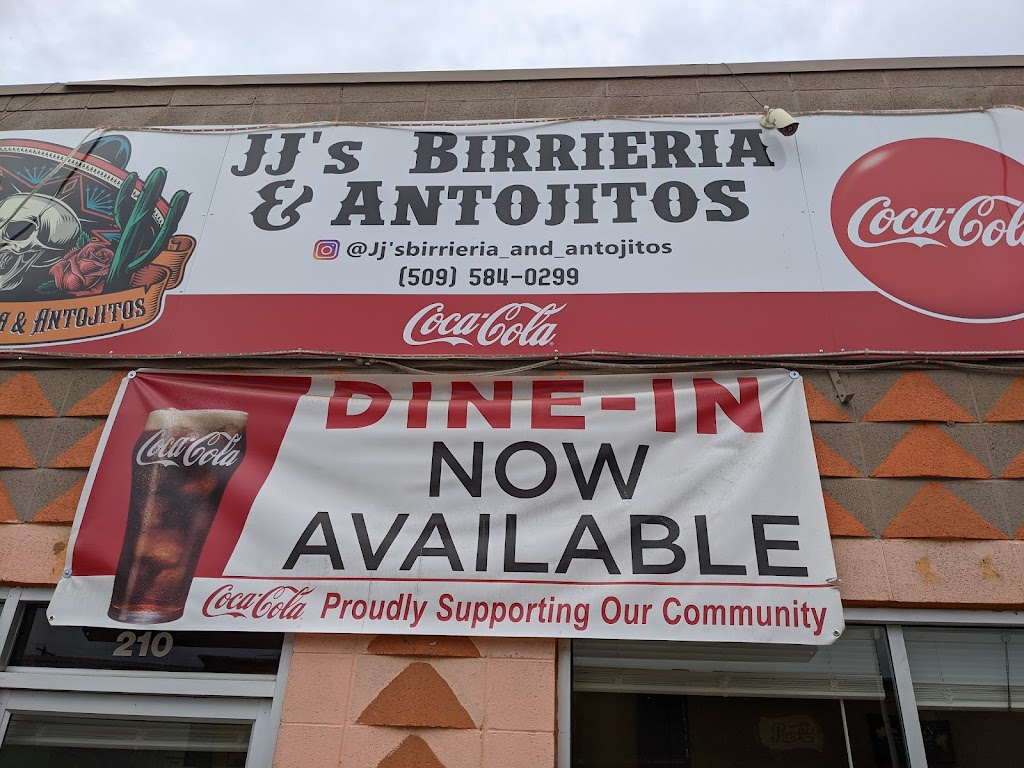 JJ's BIRRIERIA
& ANTOJITOS
@Jj'sbirrieria_and_antojitos
(509) 584-0299
Coca-Cola
Coca-Cola
& ANTOJITOS
DINE-IN
NOW
AVAILABLE
Coca-Cola
Coca-Cola Proudly Supporting Our Community
210